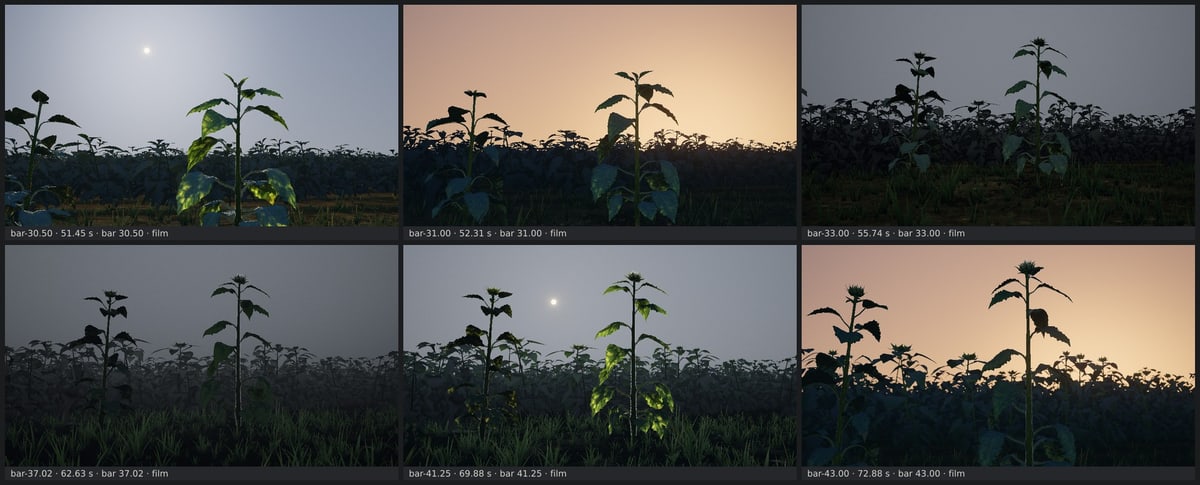 bar-30.50 · 51.45 s · bar 30.50 · film
bar-31.00 · 52.31 s · bar 31.00 · film
bar-33.00 · 55.74 s · bar 33.00 · film
bar-37.02 · 62.63 s · bar 37.02 · film
bar-41.25 · 69.88 s · bar 41.25 · film
bar-43.00 · 72.88 s · bar 43.00 · film